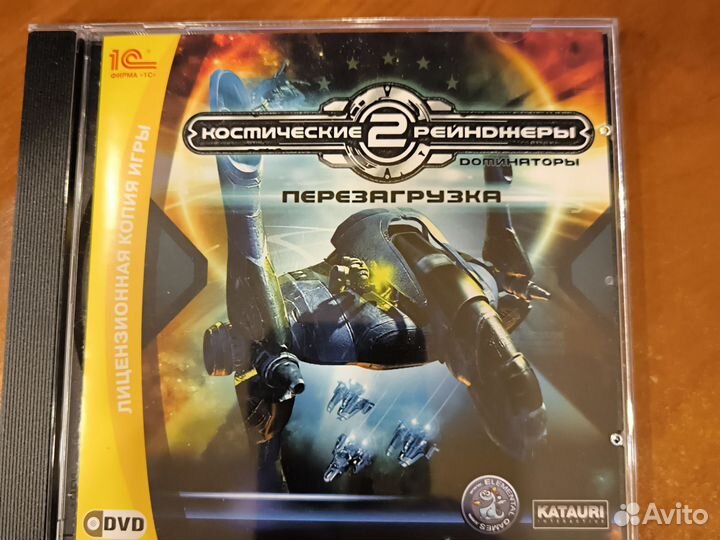 1С
ФИРМА «1С»
ЛИЦЕНЗИОННАЯ КОПИЯ ИГРЫ
КОСМИЧЕСКИЕ 2 РЕЙНДЖЕРЫ
ДОМИНАТОРЫ
ПЕРЕЗАГРУЗКА
DVD
ELEMENTAL GAMES
KATAURI
INTERACTIVE
Avito